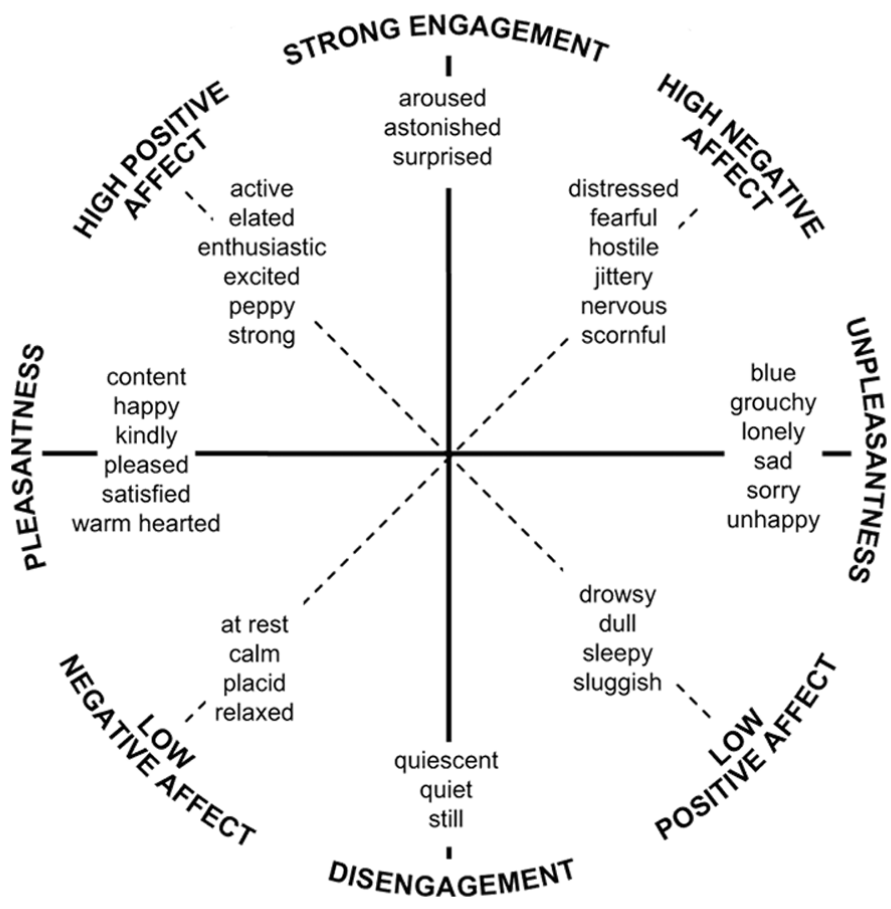 STRONG ENGAGEMENT
aroused
astonished
surprised
HIGH POSITIVE
AFFECT
active
elated
enthusiastic
excited
peppy
strong
HIGH NEGATIVE
AFFECT
distressed
fearful
hostile
jittery
nervous
scornful
PLEASANTNESS
content
happy
kindly
pleased
satisfied
warm hearted
UNPLEASANTNESS
blue
grouchy
lonely
sad
sorry
unhappy
at rest
calm
placid
relaxed
LOW
NEGATIVE AFFECT
drowsy
dull
sleepy
sluggish
LOW
POSITIVE AFFECT
quiescent
quiet
still
DISENGAGEMENT